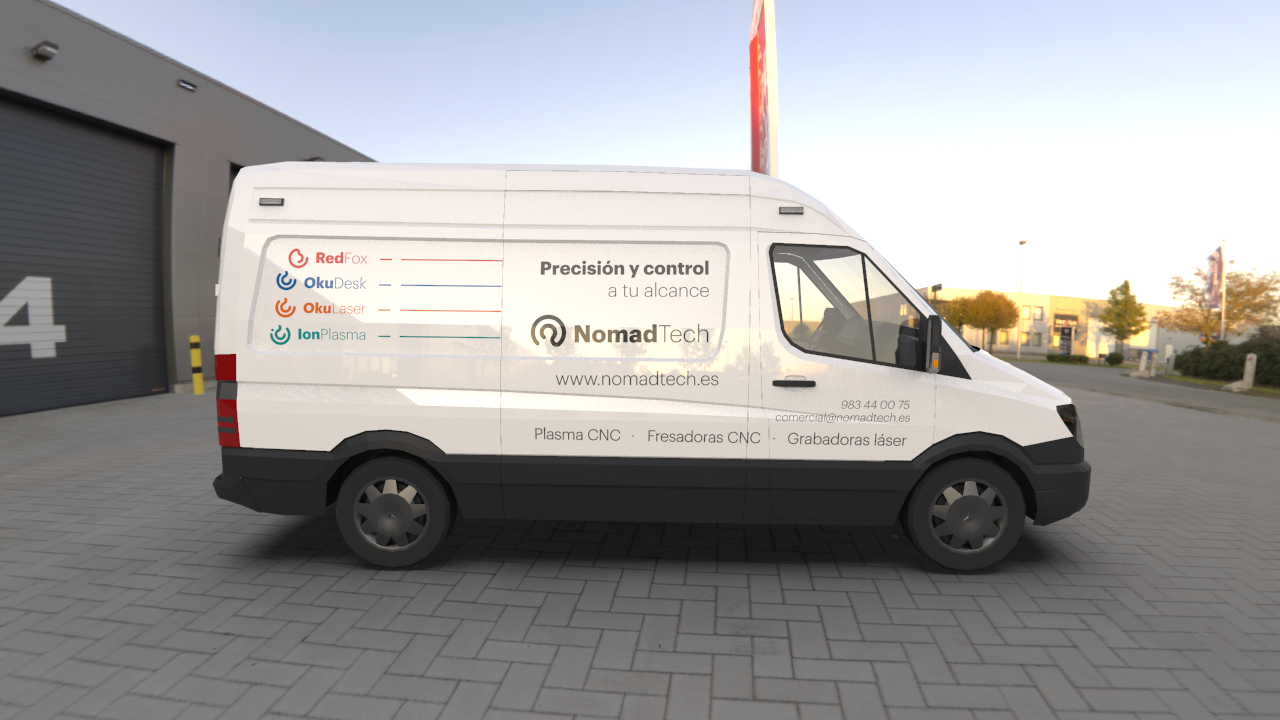 RedFox
OkuDesk
OkuLaser
IonPlasma
Precisión y control
a tu alcance
NomadTech
www.nomadtech.es
983 44 00 75
comercial@nomadtech.es
Plasma CNC · Fresadoras CNC · Grabadoras láser
4